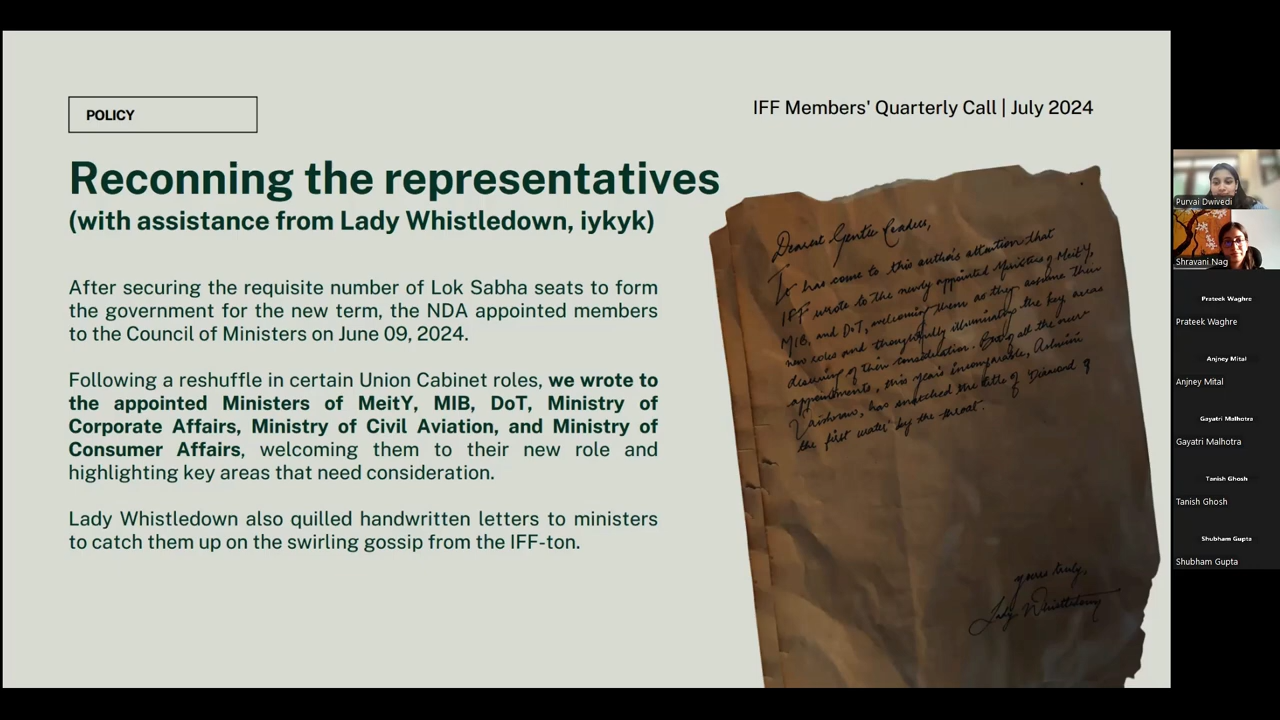 POLICY
IFF Members' Quarterly Call | July 2024
Reconning the representatives
(with assistance from Lady Whistledown, iykyk)
After securing the requisite number of Lok Sabha seats to form
the government for the new term, the NDA appointed members
to the Council of Ministers on June 09, 2024.
Following a reshuffle in certain Union Cabinet roles, we wrote to
the appointed Ministers of MeitY, MIB, DoT, Ministry of
Corporate Affairs, Ministry of Civil Aviation, and Ministry of
Consumer Affairs, welcoming them to their new role and
highlighting key areas that need consideration.
Lady Whistledown also quilled handwritten letters to ministers
to catch them up on the swirling gossip from the IFF-ton.
Dearest Gentle Readers,
It has come to this author's attention that
IFF wrote to the newly appointed Ministers of MeitY,
MIB, and DoT, welcoming them as they assume their
new roles and thoughtfully illuminating the key areas
deserving of their consideration. But of all the new
appointments, this year's incomparable, Ashwini
Vaishnaw, has snatched the title of 'Diamond of
the first water' by the throat.
yours truly,
Lady Whistledown
Purvai Dwivedi
Shravani Nag
Prateek Waghre
Prateek Waghre
Anjney Mital
Anjney Mital
Gayatri Malhotra
Gayatri Malhotra
Tanish Ghosh
Tanish Ghosh
Shubham Gupta
Shubham Gupta